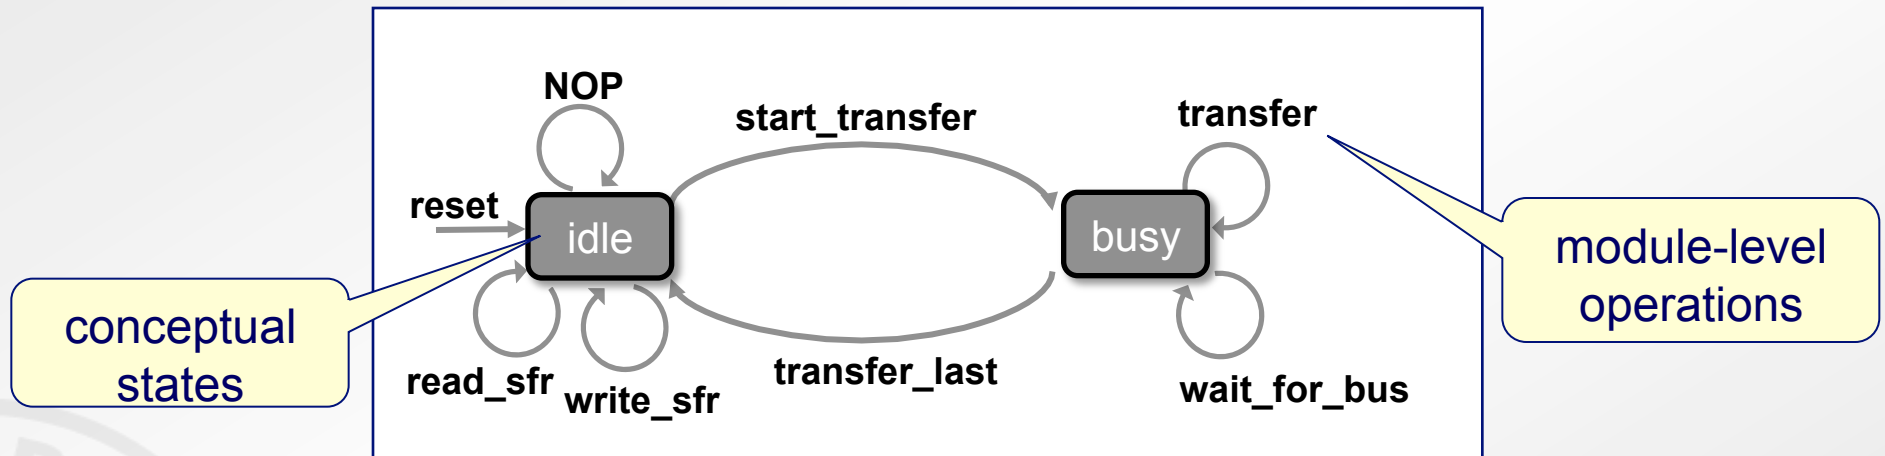 NOP
start_transfer
transfer
reset
idle
busy
module-level
operations
conceptual
states
read_sfr
write_sfr
transfer_last
wait_for_bus